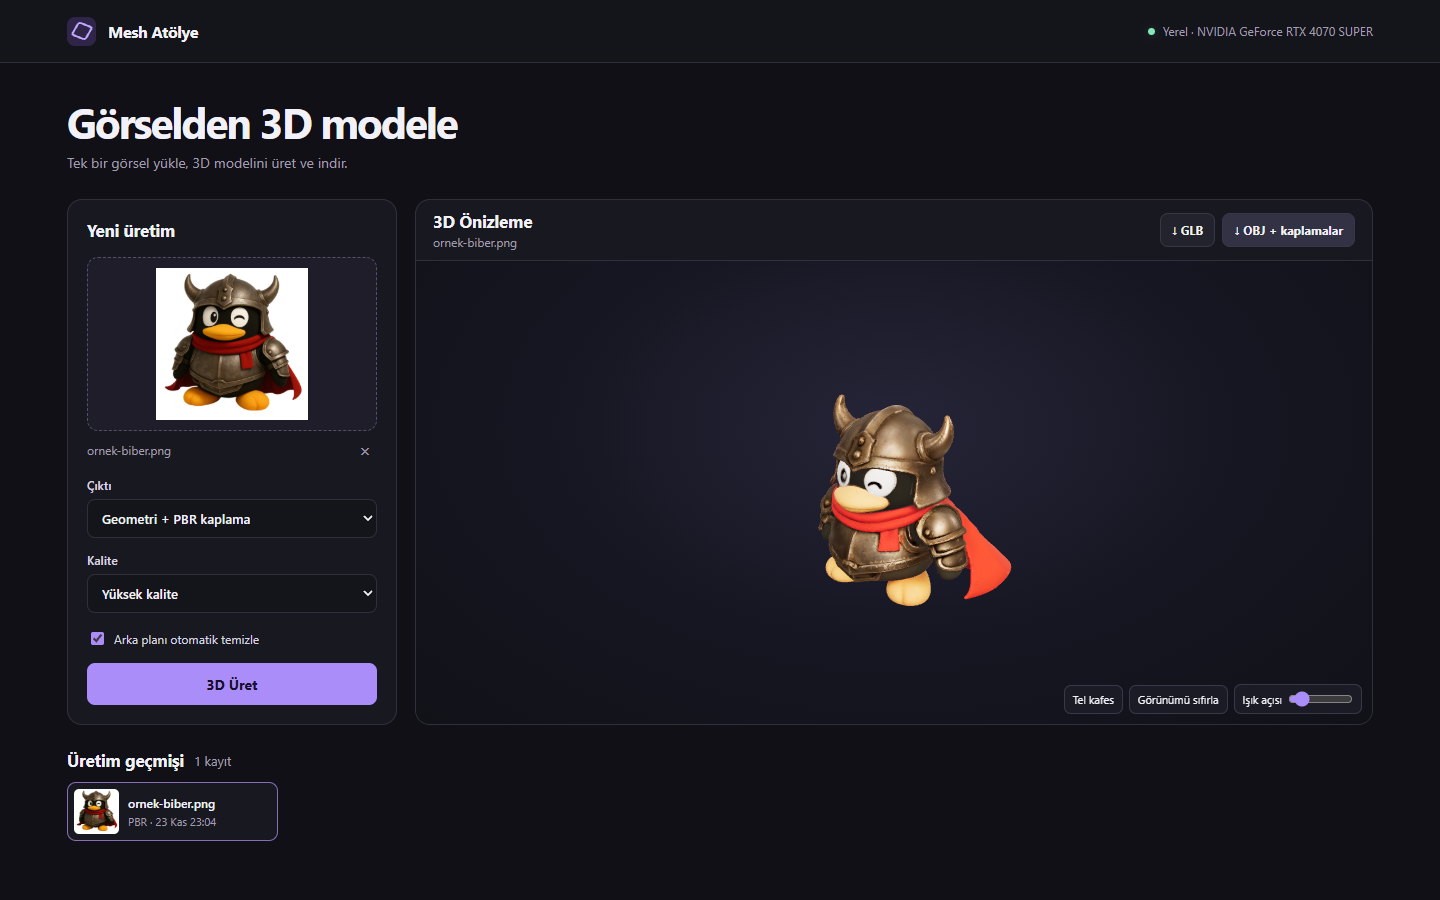 Mesh Atölye
Yerel · NVIDIA GeForce RTX 4070 SUPER
Görselden 3D modele
Tek bir görsel yükle, 3D modelini üret ve indir.
Yeni üretim
ornek-biber.png ×
Çıktı
Geometri + PBR kaplama
Kalite
Yüksek kalite
Arka planı otomatik temizle
3D Üret
3D Önizleme
ornek-biber.png
↓ GLB
↓ OBJ + kaplamalar
Tel kafes
Görünümü sıfırla
Işık açısı
Üretim geçmişi 1 kayıt
ornek-biber.png
PBR · 23 Kas 23:04